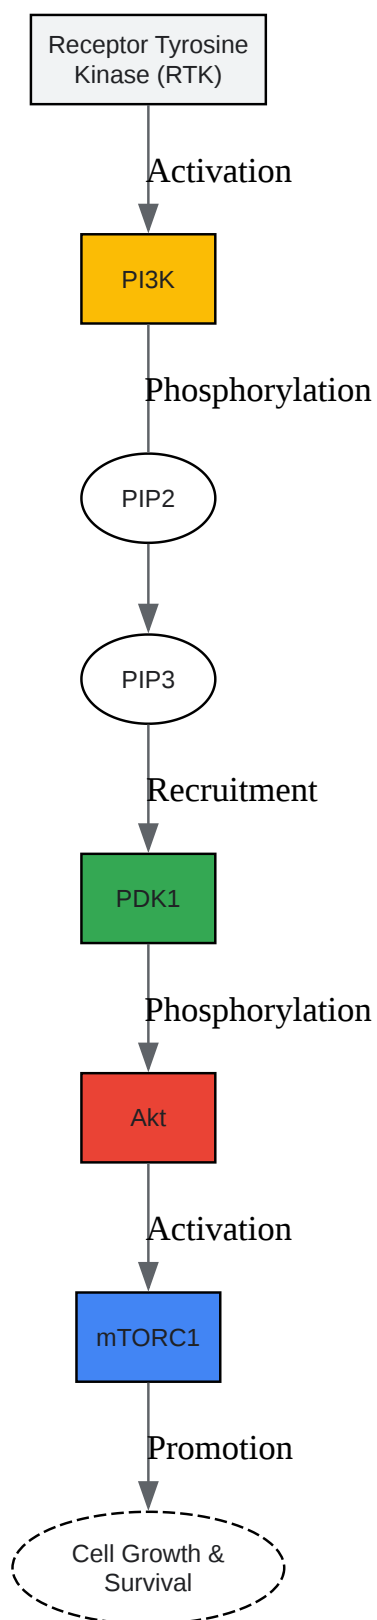 Receptor Tyrosine
Kinase (RTK)
Activation
PI3K
Phosphorylation
PIP2
PIP3
Recruitment
PDK1
Phosphorylation
Akt
Activation
mTORC1
Promotion
Cell Growth &
Survival